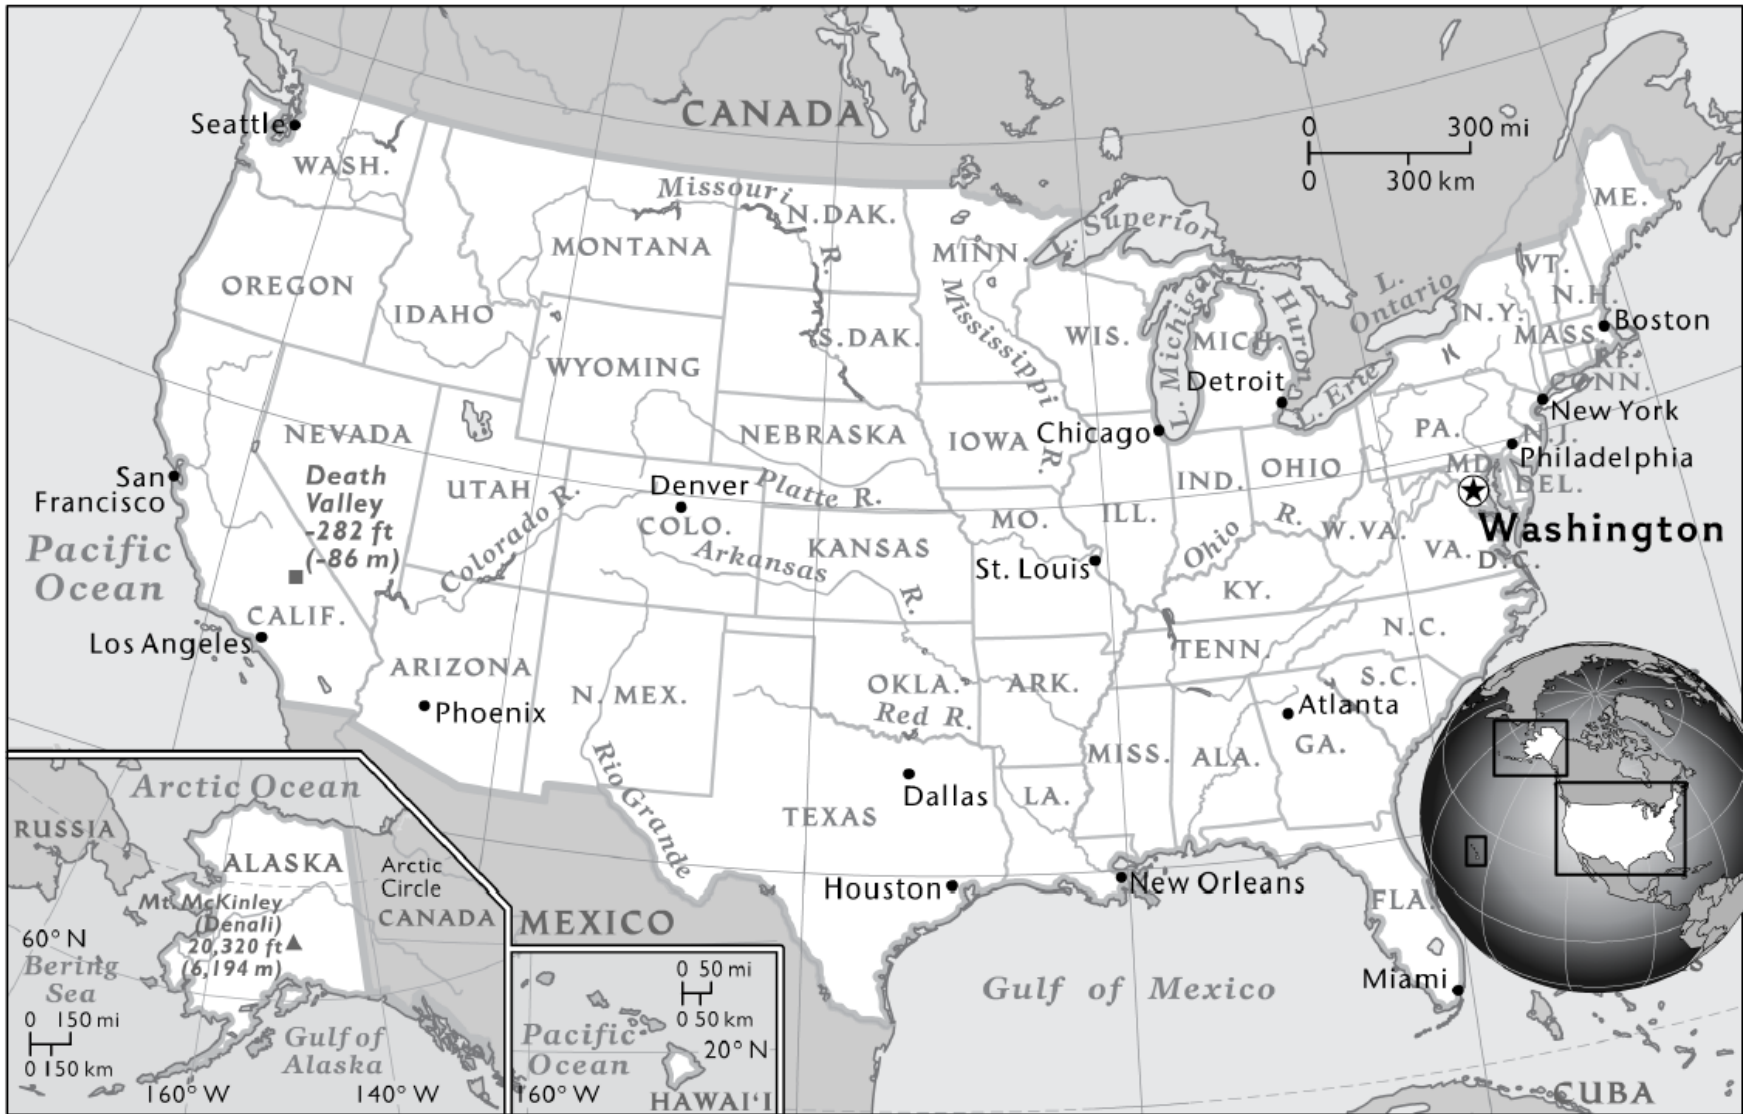 CANADA
0 300 mi
0 300 km
Seattle
WASH.
Missouri
R.
N.DAK.
MONTANA
MINN.
L. Superior
ME.
OREGON
IDAHO
VT.
N.H.
L.
Ontario
N.Y.
Boston
MASS.
R.I.
CONN.
S.DAK.
Mississippi
R.
WIS.
L. Michigan
MICH.
L. Huron
Detroit
L. Erie
WYOMING
New York
NEVADA
NEBRASKA
IOWA
Chicago
PA.
N.J.
Philadelphia
MD.
DEL.
San
Francisco
Death
Valley
-282 ft
(-86 m)
UTAH
Colorado R.
Denver
COLO.
Platte R.
IND.
OHIO
MO.
ILL.
Ohio
R.
W.VA.
VA.
Washington
D.C.
Pacific
Ocean
Arkansas
R.
KANSAS
St. Louis
KY.
CALIF.
Los Angeles
ARIZONA
Phoenix
N. MEX.
OKLA.
Red R.
ARK.
TENN.
N.C.
S.C.
Atlanta
GA.
MISS.
ALA.
Rio Grande
Dallas
TEXAS
LA.
Houston
New Orleans
FLA.
Miami
MEXICO
Gulf of Mexico
CUBA
Arctic Ocean
RUSSIA
ALASKA
Arctic
Circle
CANADA
Mt. McKinley
(Denali)
20,320 ft
(6,194 m)
60° N
Bering
Sea
0 150 mi
0 150 km
Gulf of
Alaska
160° W
140° W
0 50 mi
0 50 km
Pacific
Ocean
20° N
160° W
HAWAI‘I